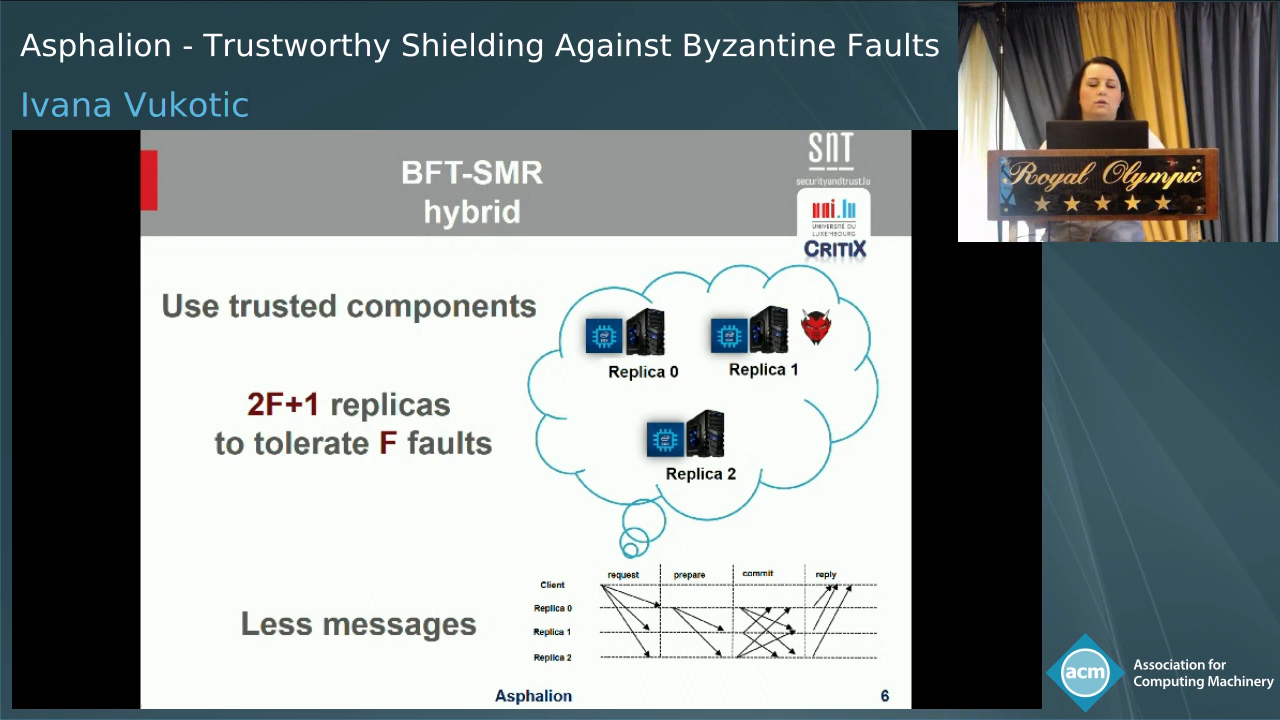 Asphalion - Trustworthy Shielding Against Byzantine Faults
Ivana Vukotic
BFT-SMR
hybrid
SNT
securityandtrust.lu
uni.lu
UNIVERSITÉ DU
LUXEMBOURG
CRITIX
Use trusted components
2F+1 replicas
to tolerate F faults
Less messages
Replica 0
Replica 1
Replica 2
request prepare commit reply
Client
Replica 0
Replica 1
Replica 2
Asphalion
6
Royal Olympic
acm
Association for
Computing Machinery